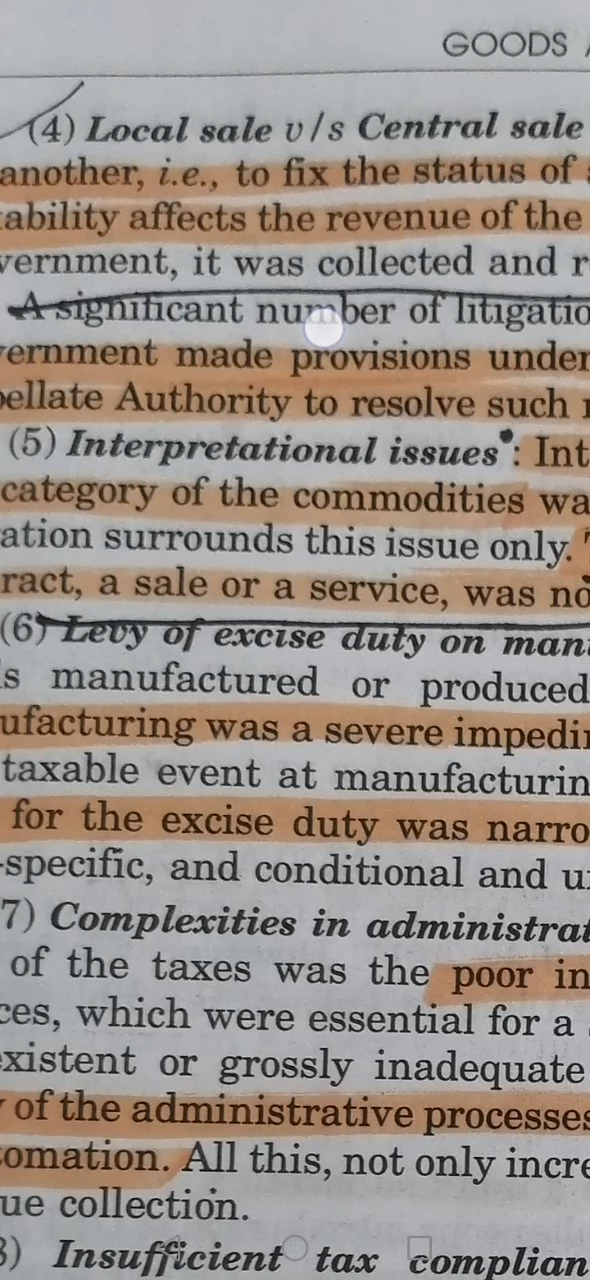 GOODS
(4) Local sale v/s Central sale
another, i.e., to fix the status of
ability affects the revenue of the
vernment, it was collected and r
A significant number of litigatio
vernment made provisions under
pellate Authority to resolve such
(5) Interpretational issues : Int
category of the commodities wa
ation surrounds this issue only.
ract, a sale or a service, was no
(6) Levy of excise duty on man
s manufactured or produced
ufacturing was a severe impedi
taxable event at manufacturin
for the excise duty was narro
-specific, and conditional and u
7) Complexities in administrat
of the taxes was the poor in
ces, which were essential for a
existent or grossly inadequate
of the administrative processes
omation. All this, not only incre
ue collection.
8) Insufficient tax complian